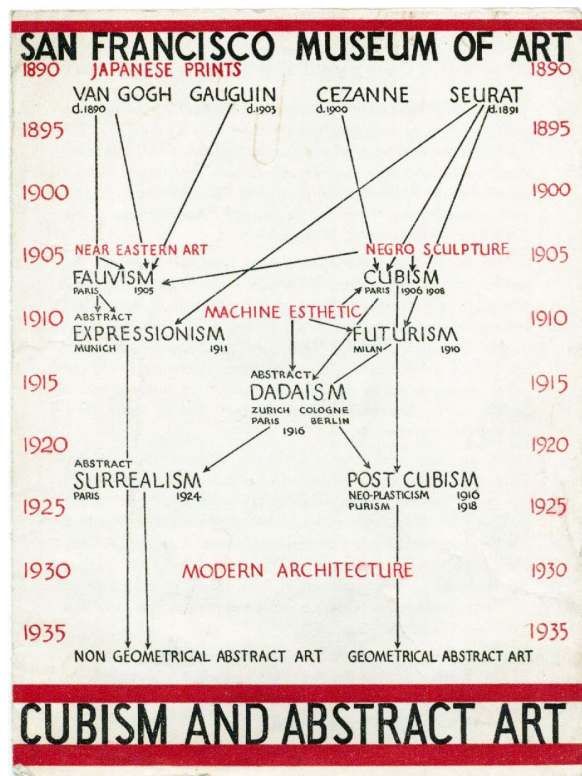 SAN FRANCISCO MUSEUM OF ART
1890 JAPANESE PRINTS 1890
VAN GOGH GAUGUIN CEZANNE SEURAT
d.1890 d.1903 d.1900 d.1891
1895 1895
1900 1900
1905 NEAR EASTERN ART NEGRO SCULPTURE 1905
FAUVISM CUBISM
PARIS 1905 PARIS 1906 1908
1910 ABSTRACT MACHINE ESTHETIC 1910
EXPRESSIONISM FUTURISM
MUNICH 1911 MILAN 1910
1915 ABSTRACT 1915
DADAISM
ZURICH COLOGNE
PARIS BERLIN
1916
1920 1920
ABSTRACT
SURREALISM POST CUBISM
PARIS 1924 NEO-PLASTICISM 1916
1925 PURISM 1918 1925
1930 MODERN ARCHITECTURE 1930
1935 1935
NON GEOMETRICAL ABSTRACT ART GEOMETRICAL ABSTRACT ART
CUBISM AND ABSTRACT ART